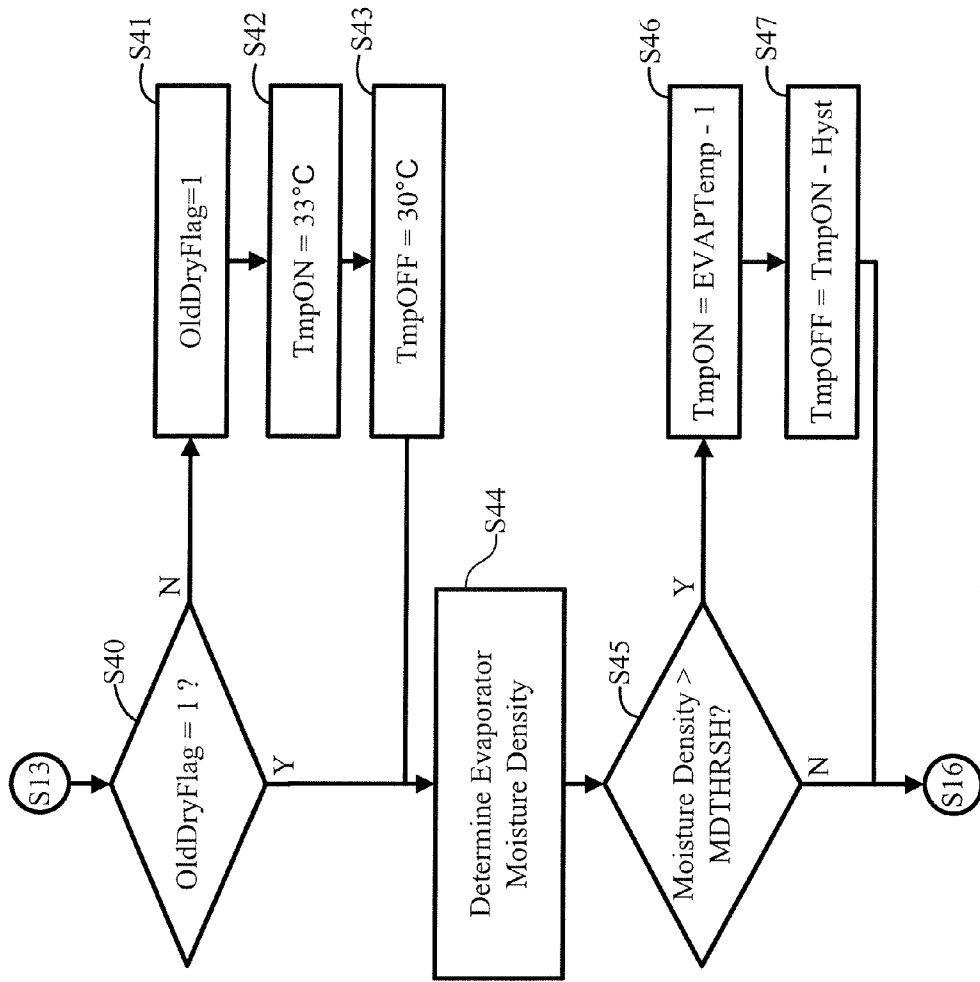 S13
S40
OldDryFlag = 1 ?
N
Y
S41
OldDryFlag=1
S42
TmpON = 33°C
S43
TmpOFF = 30°C
S44
Determine Evaporator
Moisture Density
S45
Moisture Density >
MDTHRSH?
Y
N
S46
TmpON = EVAPTemp - 1
S47
TmpOFF = TmpON - Hyst
S16